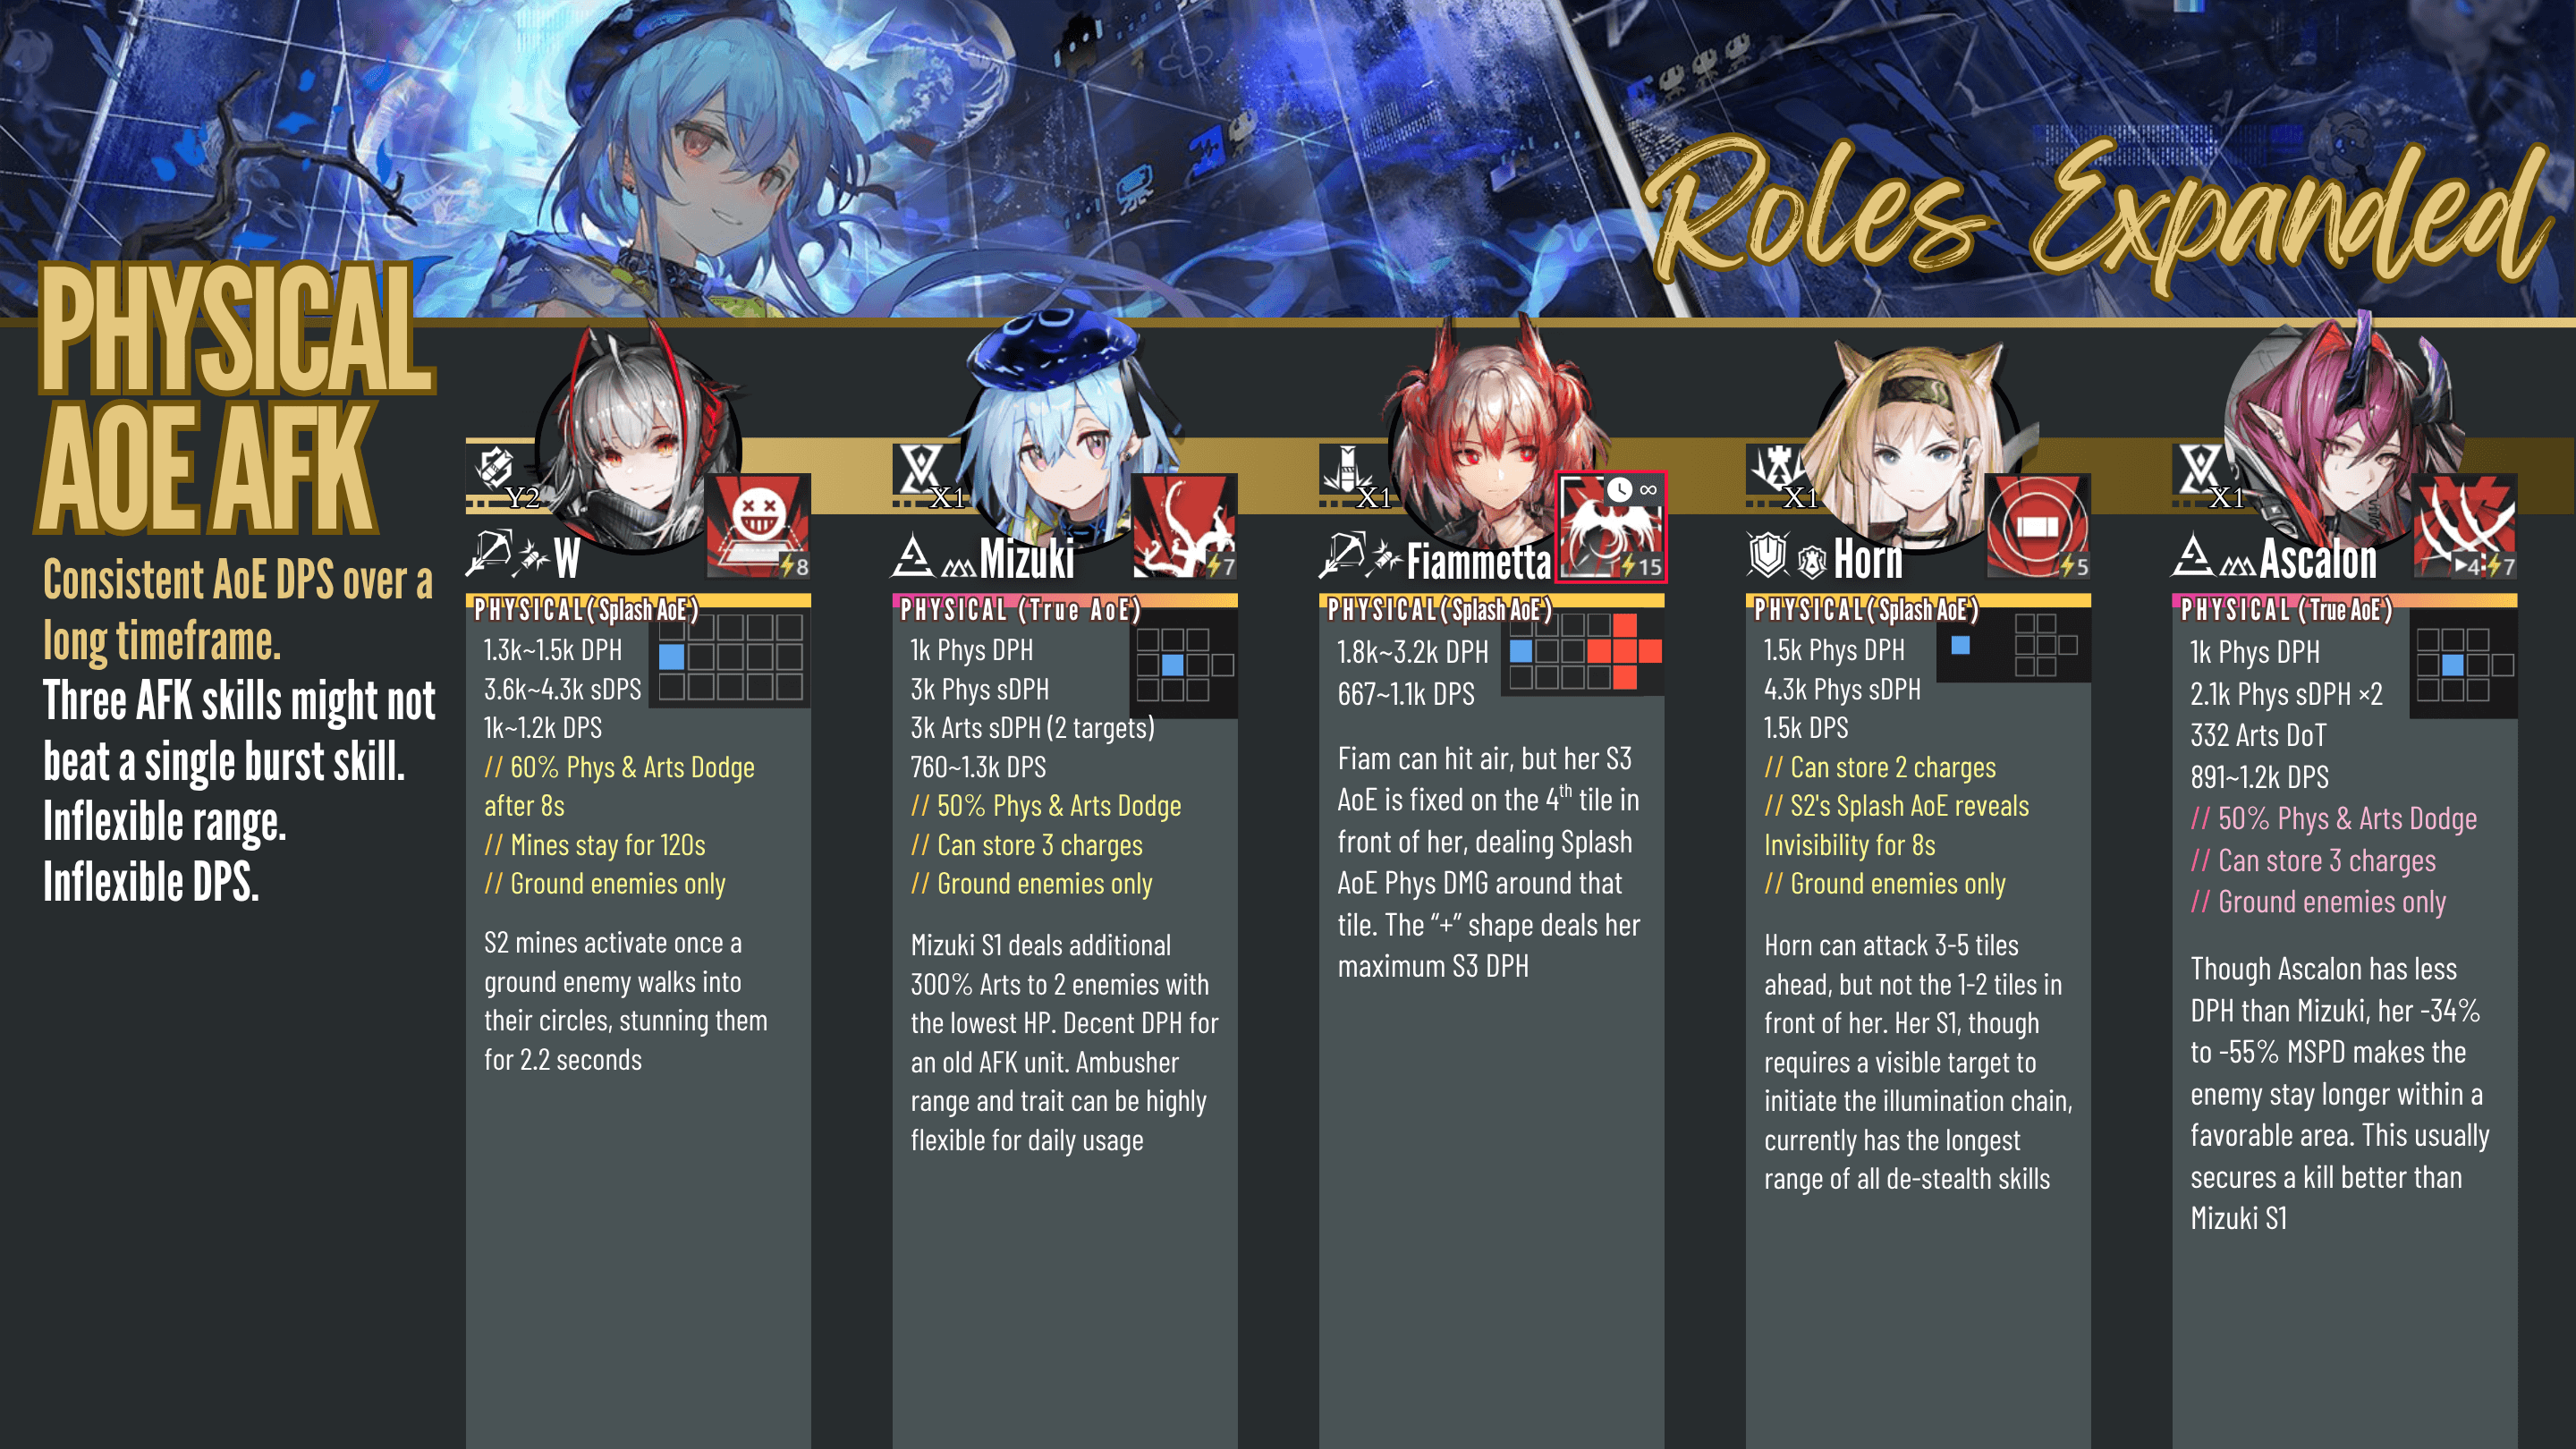 Roles Expanded
PHYSICAL
AOE AFK
Consistent AoE DPS over a
long timeframe.
Three AFK skills might not
beat a single burst skill.
Inflexible range.
Inflexible DPS.
Y2
W
8
PHYSICAL (Splash AoE)
1.3k~1.5k DPH
3.6k~4.3k sDPS
1k~1.2k DPS
// 60% Phys & Arts Dodge
after 8s
// Mines stay for 120s
// Ground enemies only
S2 mines activate once a
ground enemy walks into
their circles, stunning them
for 2.2 seconds
X1
Mizuki
7
PHYSICAL (True AoE)
1k Phys DPH
3k Phys sDPH
3k Arts sDPH (2 targets)
760~1.3k DPS
// 50% Phys & Arts Dodge
// Can store 3 charges
// Ground enemies only
Mizuki S1 deals additional
300% Arts to 2 enemies with
the lowest HP. Decent DPH for
an old AFK unit. Ambusher
range and trait can be highly
flexible for daily usage
X1
Fiammetta
∞
15
PHYSICAL (Splash AoE)
1.8k~3.2k DPH
667~1.1k DPS
Fiam can hit air, but her S3
AoE is fixed on the 4th tile in
front of her, dealing Splash
AoE Phys DMG around that
tile. The “+” shape deals her
maximum S3 DPH
X1
Horn
5
PHYSICAL (Splash AoE)
1.5k Phys DPH
4.3k Phys sDPH
1.5k DPS
// Can store 2 charges
// S2's Splash AoE reveals
Invisibility for 8s
// Ground enemies only
Horn can attack 3-5 tiles
ahead, but not the 1-2 tiles in
front of her. Her S1, though
requires a visible target to
initiate the illumination chain,
currently has the longest
range of all de-stealth skills
X1
Ascalon
4 7
PHYSICAL (True AoE)
1k Phys DPH
2.1k Phys sDPH ×2
332 Arts DoT
891~1.2k DPS
// 50% Phys & Arts Dodge
// Can store 3 charges
// Ground enemies only
Though Ascalon has less
DPH than Mizuki, her -34%
to -55% MSPD makes the
enemy stay longer within a
favorable area. This usually
secures a kill better than
Mizuki S1